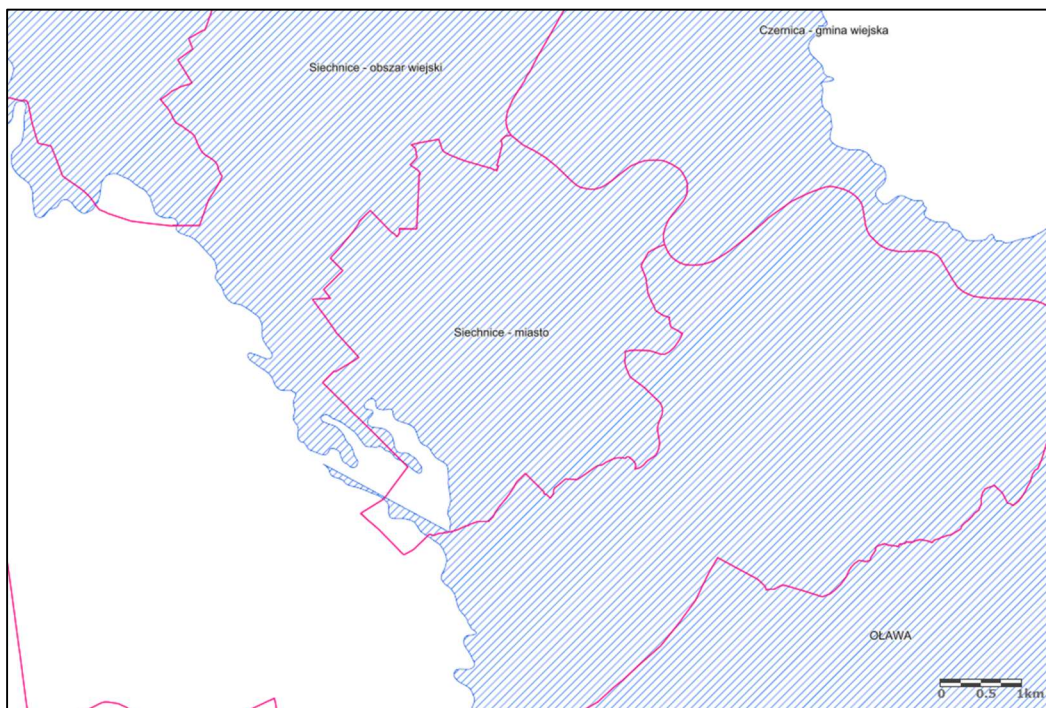 Czernica - gmina wiejska
Siechnice - obszar wiejski
Siechnice - miasto
OŁAWA
0 0.5 1km